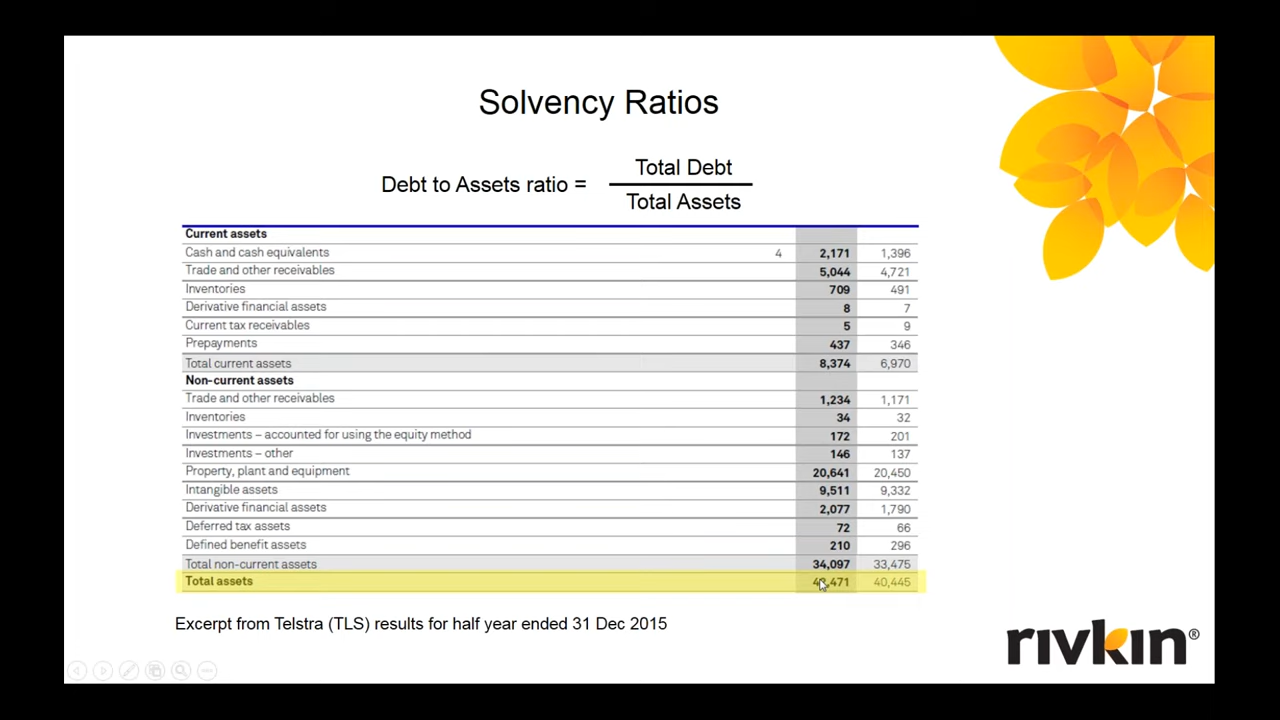 Solvency Ratios
Debt to Assets ratio =
Total Debt
Total Assets
Current assets
Cash and cash equivalents 4 2,171 1,396
Trade and other receivables 5,044 4,721
Inventories 709 491
Derivative financial assets 8 7
Current tax receivables 5 9
Prepayments 437 346
Total current assets 8,374 6,970
Non-current assets
Trade and other receivables 1,234 1,171
Inventories 34 32
Investments – accounted for using the equity method 172 201
Investments – other 146 137
Property, plant and equipment 20,641 20,450
Intangible assets 9,511 9,332
Derivative financial assets 2,077 1,790
Deferred tax assets 72 66
Defined benefit assets 210 296
Total non-current assets 34,097 33,475
Total assets 40,445
Excerpt from Telstra (TLS) results for half year ended 31 Dec 2015
rivkin®